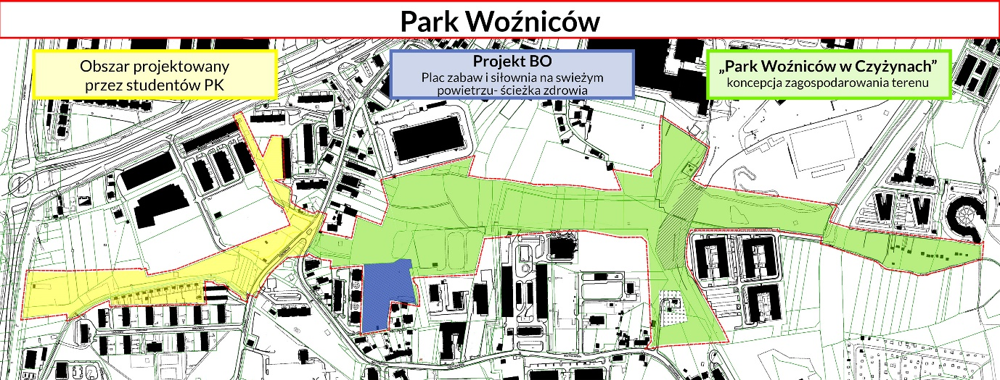 Park Woźniców
Obszar projektowany
przez studentów PK
Projekt BO
Plac zabaw i siłownia na swieżym
powietrzu- ścieżka zdrowia
„Park Woźniców w Czyżynach”
koncepcja zagospodarowania terenu